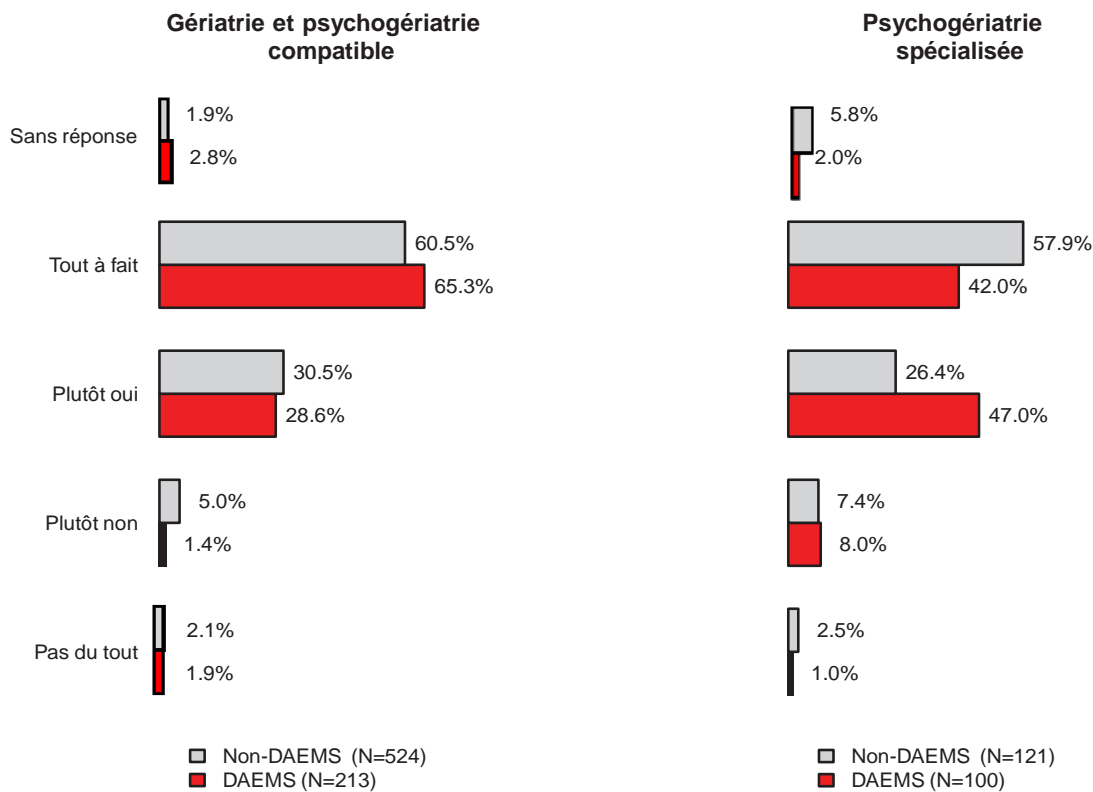 Gériatrie et psychogériatrie
compatible
Psychogériatrie
spécialisée
Sans réponse
1.9%
2.8%
5.8%
2.0%
Tout à fait
60.5%
65.3%
57.9%
42.0%
Plutôt oui
30.5%
28.6%
26.4%
47.0%
Plutôt non
5.0%
1.4%
7.4%
8.0%
Pas du tout
2.1%
1.9%
2.5%
1.0%
Non-DAEMS (N=524)
DAEMS (N=213)
Non-DAEMS (N=121)
DAEMS (N=100)